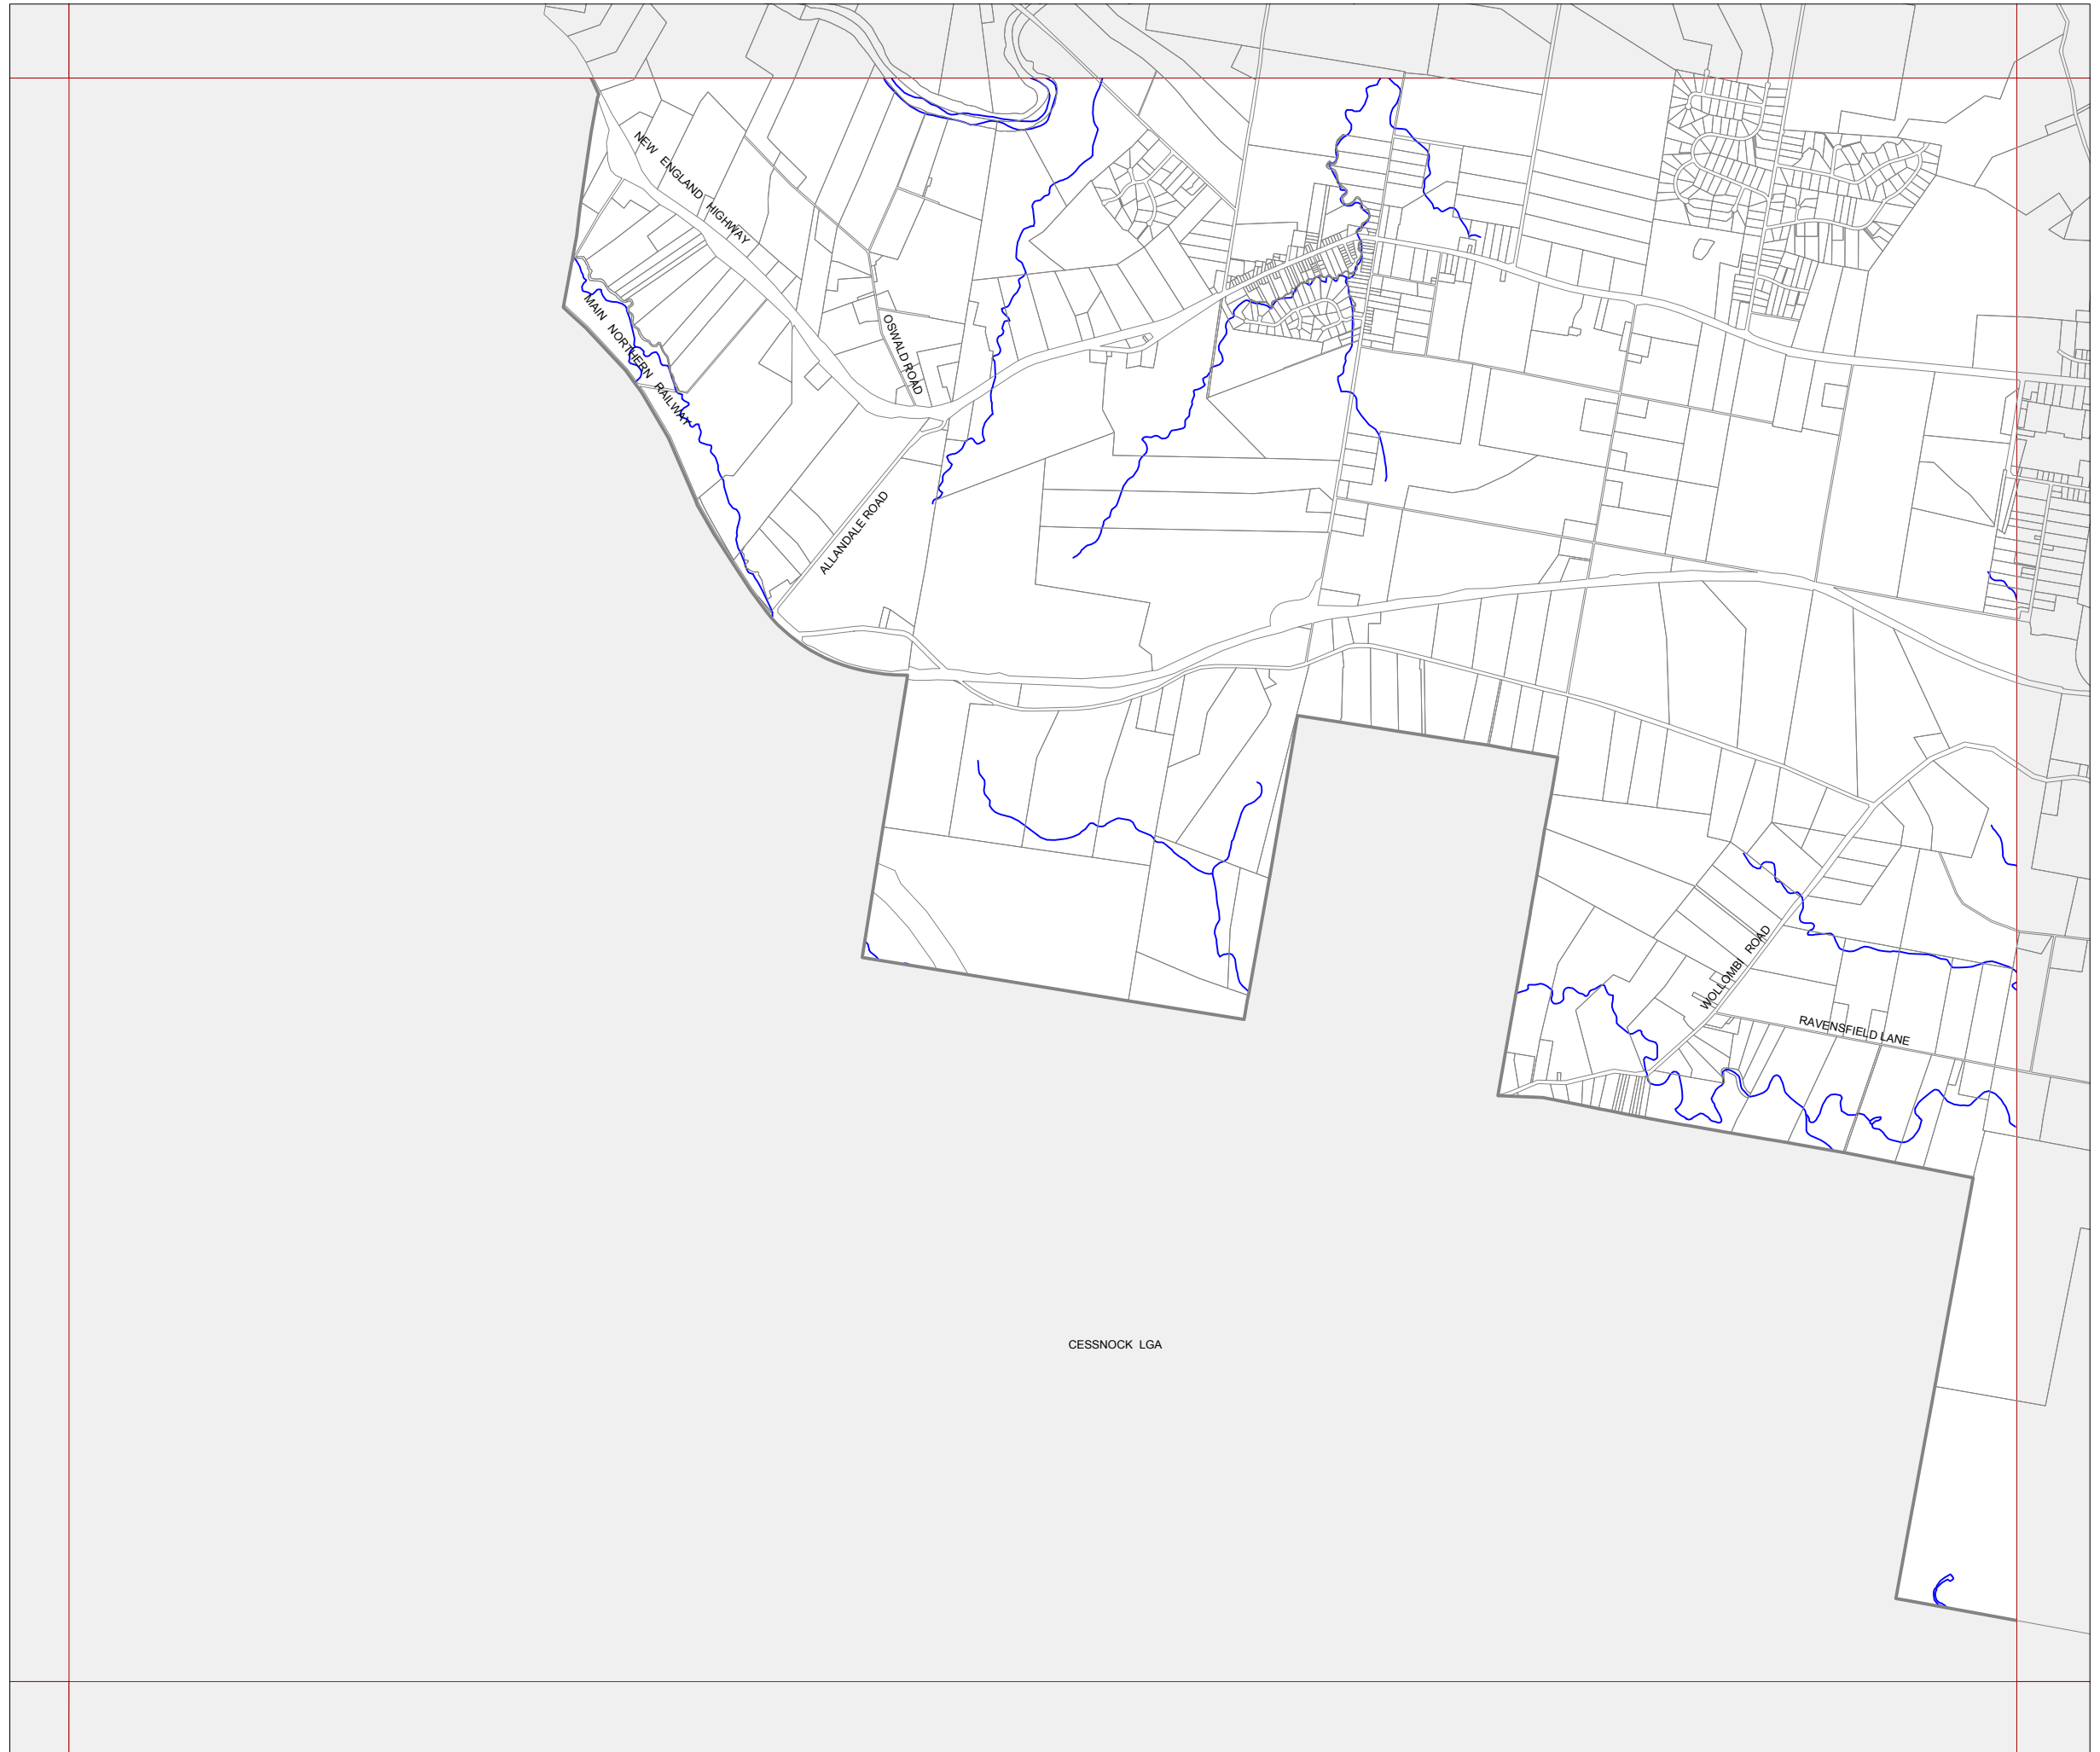 NEW ENGLAND HIGHWAY
MAIN NORTHERN RAILWAY
OSWALD ROAD
ALLANDALE ROAD
WOLLOMBI ROAD
RAVENSFIELD LANE
CESSNOCK LGA